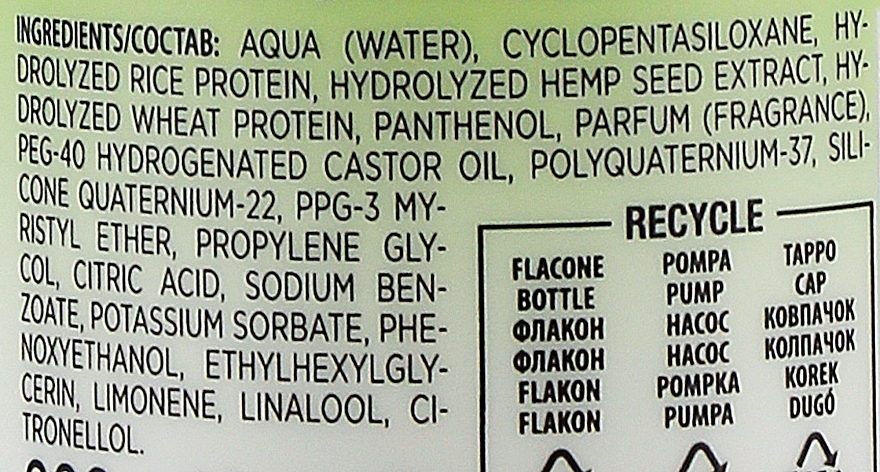 INGREDIENTS/СОСТАВ: AQUA (WATER), CYCLOPENTASILOXANE, HY-
DROLYZED RICE PROTEIN, HYDROLYZED HEMP SEED EXTRACT, HY-
DROLYZED WHEAT PROTEIN, PANTHENOL, PARFUM (FRAGRANCE),
PEG-40 HYDROGENATED CASTOR OIL, POLYQUATERNIUM-37, SILI-
CONE QUATERNIUM-22, PPG-3 MY-
RISTYL ETHER, PROPYLENE GLY-
COL, CITRIC ACID, SODIUM BEN-
ZOATE, POTASSIUM SORBATE, PHE-
NOXYETHANOL, ETHYLHEXYLGLY-
CERIN, LIMONENE, LINALOOL, CI-
TRONELLOL.
RECYCLE
FLACONE POMPA TAPPO
BOTTLE PUMP CAP
ФЛАКОН НАСОС КОВПАЧОК
ФЛАКОН НАСОС КОЛПАЧОК
FLAKON POMPKA KOREK
FLAKON PUMPA DUGÓ